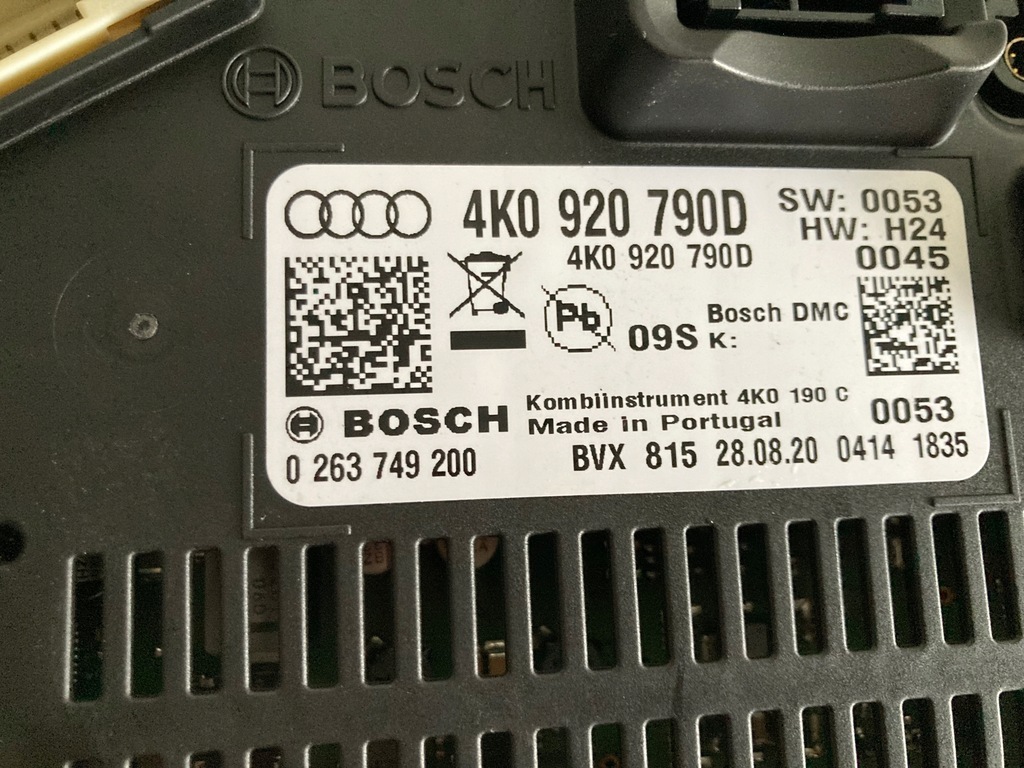 BOSCH
4K0 920 790D
SW: 0053
HW: H24
4K0 920 790D
0045
Pb
09S
Bosch DMC
K:
BOSCH
Kombiinstrument 4K0 190 C
Made in Portugal
0053
0 263 749 200
BVX 815 28.08.20 0414 1835